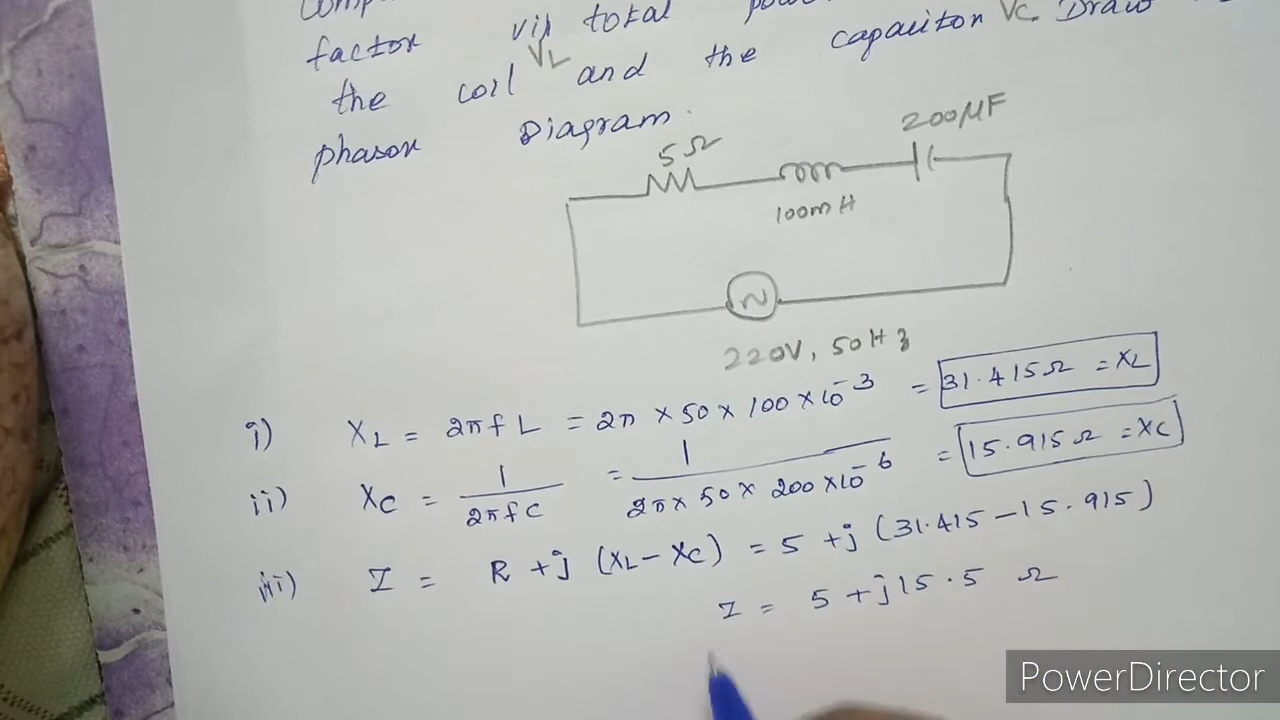 factor vii total
the coil VL and the capacitor Vc. Draw
phasor Diagram.
5Ω
200μF
100mH
220V, 50Hz
i) XL = 2πfL = 2π × 50 × 100 × 10⁻³ = 31.415Ω = XL
ii) XC = 1/2πfC = 1/2π × 50 × 200 × 10⁻⁶ = 15.915Ω = XC
iii) Z = R + j (XL - XC) = 5 + j (31.415 - 15.915)
Z = 5 + j15.5 Ω
PowerDirector